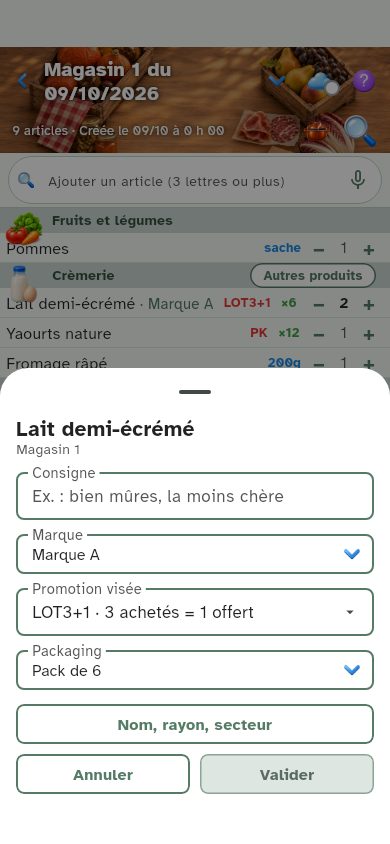 Magasin 1 du
09/10/2026
?
9 articles · Créée le 09/10 à 0 h 00
Ajouter un article (3 lettres ou plus)
Fruits et légumes
Pommes sache − 1 +
Crèmerie Autres produits
Lait demi-écrémé · Marque A LOT3+1 ×6 − 2 +
Yaourts nature PK ×12 − 1 +
Fromage râpé 200g − 1 +
Lait demi-écrémé
Magasin 1
Consigne
Ex. : bien mûres, la moins chère
Marque
Marque A
Promotion visée
LOT3+1 · 3 achetés = 1 offert
Packaging
Pack de 6
Nom, rayon, secteur
Annuler Valider